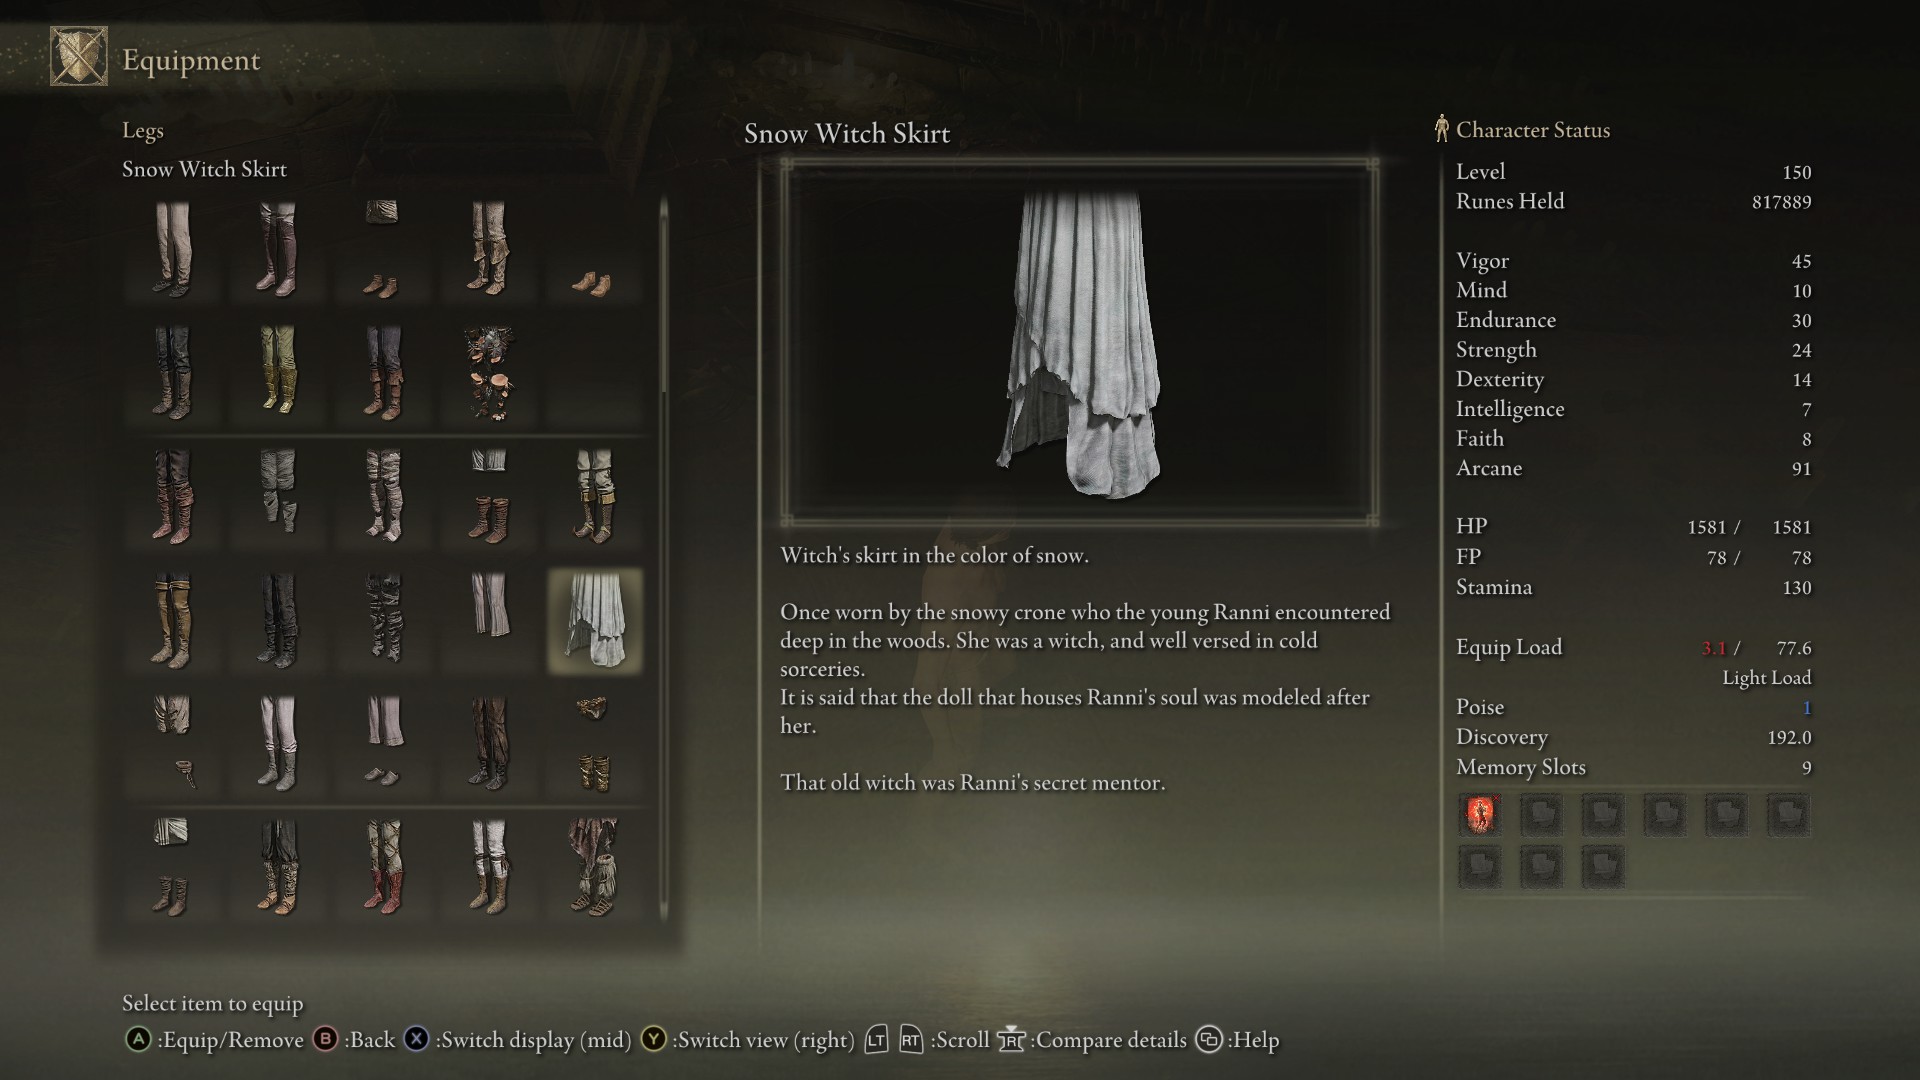 Equipment
Legs
Snow Witch Skirt
Snow Witch Skirt
Witch's skirt in the color of snow.
Once worn by the snowy crone who the young Ranni encountered
deep in the woods. She was a witch, and well versed in cold
sorceries.
It is said that the doll that houses Ranni's soul was modeled after
her.
That old witch was Ranni's secret mentor.
Character Status
Level 150
Runes Held 817889
Vigor 45
Mind 10
Endurance 30
Strength 24
Dexterity 14
Intelligence 7
Faith 8
Arcane 91
HP 1581 / 1581
FP 78 / 78
Stamina 130
Equip Load 3.1 / 77.6
Light Load
Poise 1
Discovery 192.0
Memory Slots 9
Select item to equip
A :Equip/Remove B :Back X :Switch display (mid) Y :Switch view (right) LT RT :Scroll R :Compare details :Help